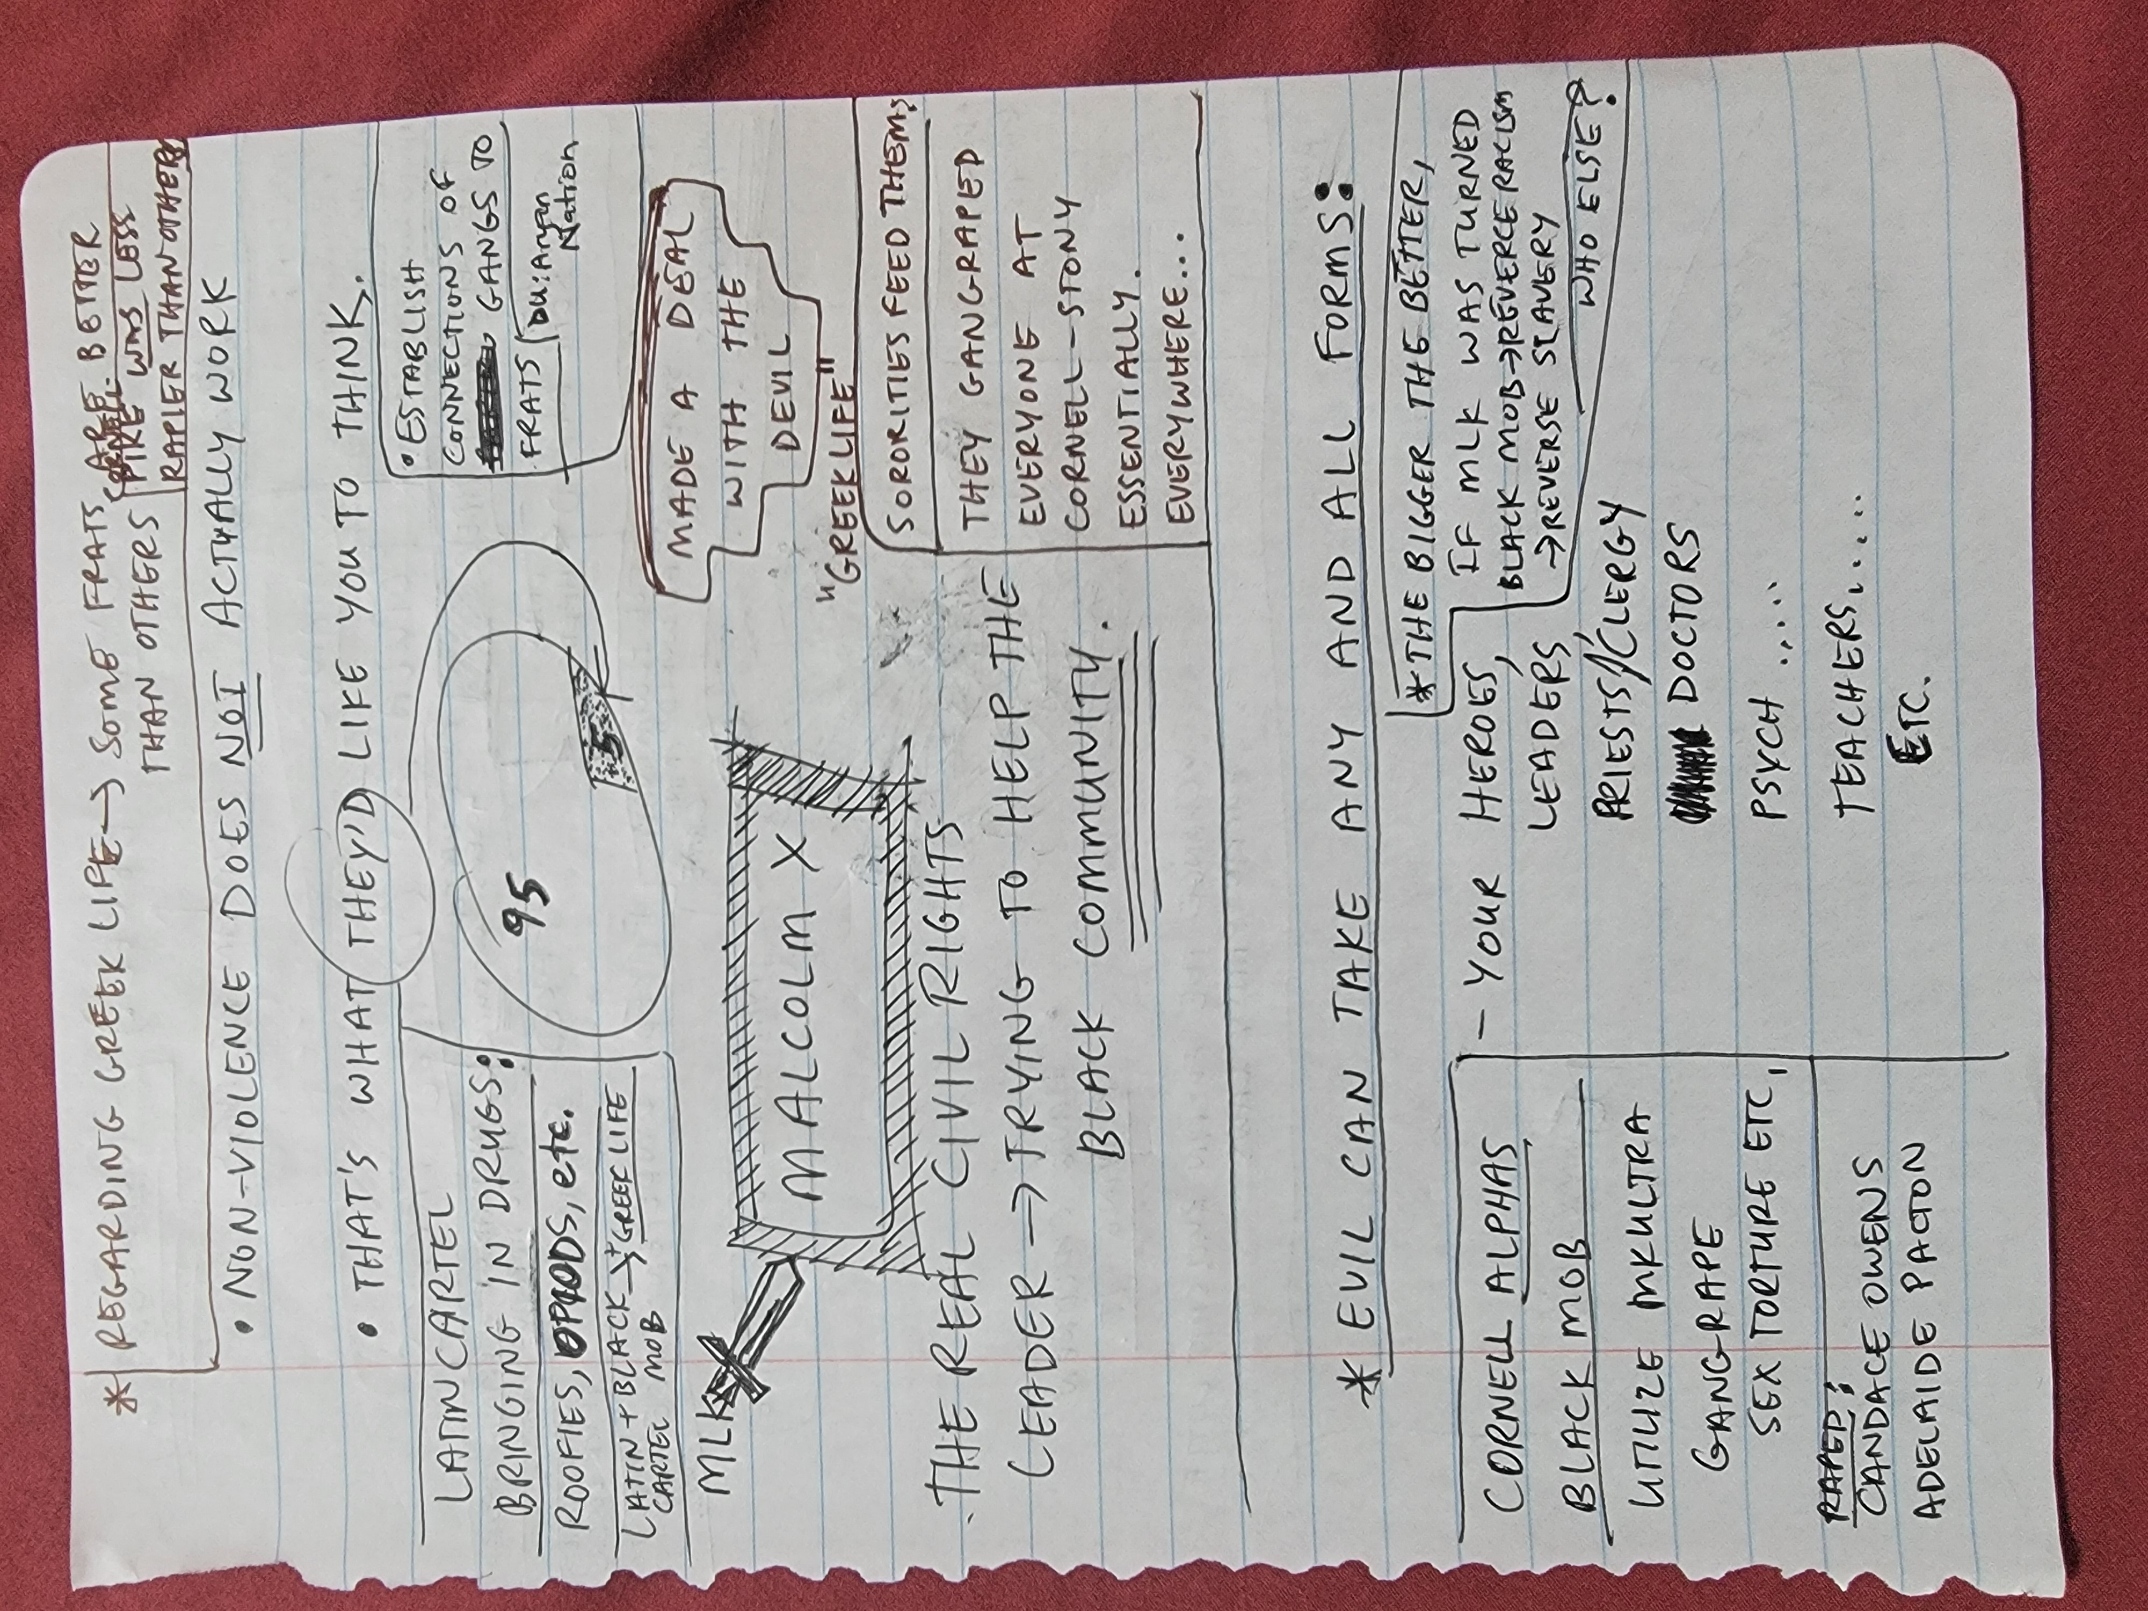 * REGARDING GREEK LIFE → SOME FRATS ARE BETTER
THAN OTHERS
CORNELL
PIKE WAS LESS
RAPIER THAN OTHERS
• NON-VIOLENCE DOES NOT ACTUALLY WORK
• THAT'S WHAT THEY'D LIKE YOU TO THINK.
LATIN CARTEL
BRINGING IN DRUGS:
ROOFIES, OPIODS, etc.
LATIN + BLACK → + GREEK LIFE
CARTEL MOB
95
5
• ESTABLISH
CONNECTIONS OF
GANGS TO
FRATS
DU: Aryan
Nation
MLK
MALCOLM X
MADE A DEAL
WITH THE
DEVIL
"GREEK LIFE"
SORORITIES FEED THEM;
THEY GANGRAPED
EVERYONE AT
CORNELL-STONY
ESSENTIALLY.
EVERYWHERE...
THE REAL CIVIL RIGHTS
LEADER → TRYING TO HELP THE
BLACK COMMUNITY.
* EVIL CAN TAKE ANY AND ALL FORMS:
* THE BIGGER THE BETTER,
IF MLK WAS TURNED
BLACK MOB → REVERCE RACISM
→ REVERSE SLAVERY
WHO ELSE?
CORNELL ALPHAS
BLACK MOB
UTILIZE MKULTRA
GANGRAPE
SEX TORTURE ETC,
RAPED:
CANDACE OWENS
ADELAIDE PACTON
- YOUR HEROES,
LEADERS,
PRIESTS/CLERGY
DOCTORS
PSYCH .....
TEACHERS.....
ETC.